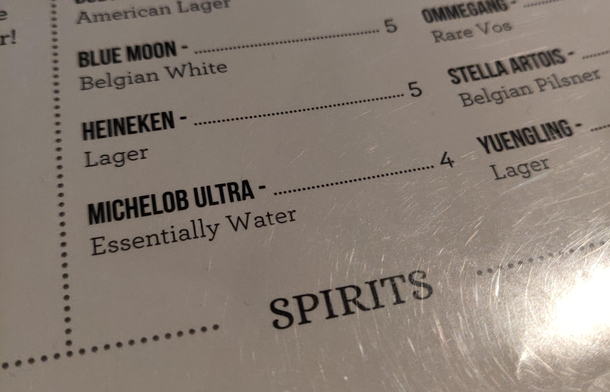 American Lager
5
BLUE MOON -
Belgian White
5
HEINEKEN -
Lager
4
MICHELOB ULTRA -
Essentially Water
OMMEGANG -
Rare Vos
STELLA ARTOIS -
Belgian Pilsner
YUENGLING -
Lager
SPIRITS